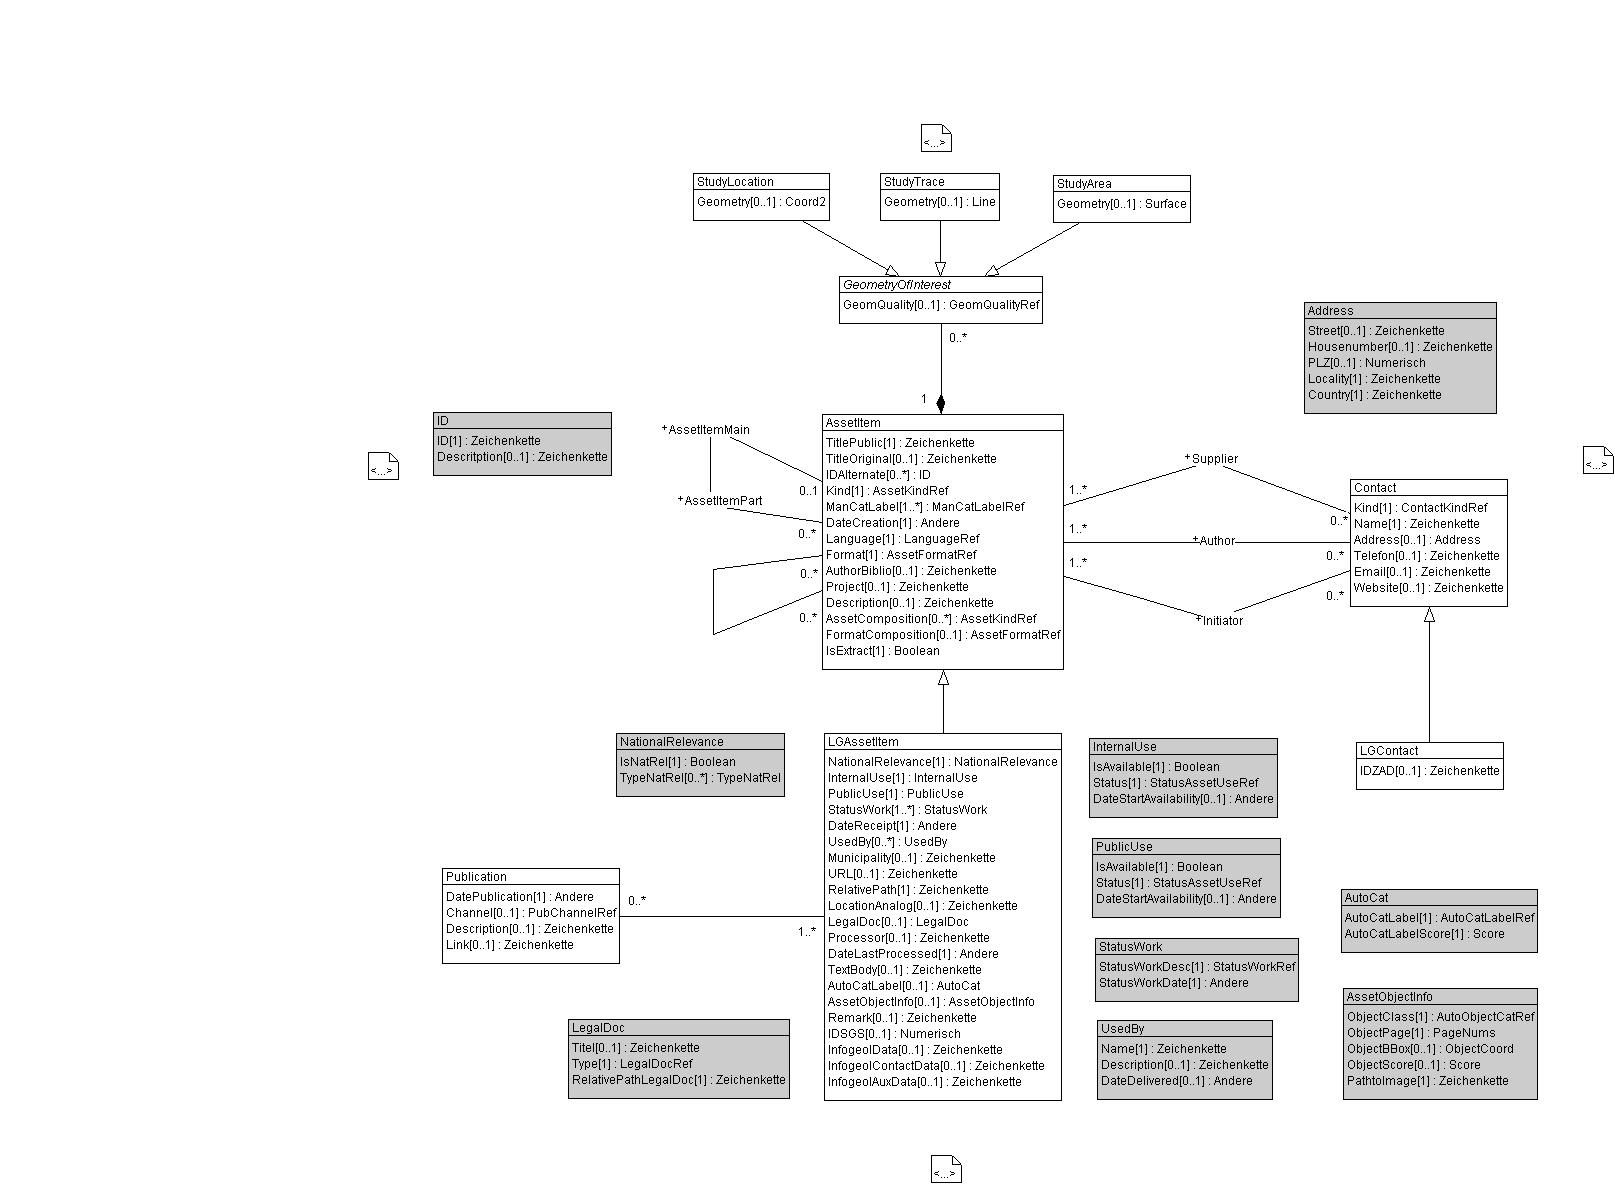 <...>
StudyLocation
Geometry[0..1] : Coord2
StudyTrace
Geometry[0..1] : Line
StudyArea
Geometry[0..1] : Surface
GeometryOfInterest
GeomQuality[0..1] : GeomQualityRef
0..*
1
Address
Street[0..1] : Zeichenkette
Housenumber[0..1] : Zeichenkette
PLZ[0..1] : Numerisch
Locality[1] : Zeichenkette
Country[1] : Zeichenkette
ID
ID[1] : Zeichenkette
Descritption[0..1] : Zeichenkette
<...>
+AssetItemMain
0..1
+AssetItemPart
0..*
0..*
0..*
AssetItem
TitlePublic[1] : Zeichenkette
TitleOriginal[0..1] : Zeichenkette
IDAlternate[0..*] : ID
Kind[1] : AssetKindRef
ManCatLabel[1..*] : ManCatLabelRef
DateCreation[1] : Andere
Language[1] : LanguageRef
Format[1] : AssetFormatRef
AuthorBiblio[0..1] : Zeichenkette
Project[0..1] : Zeichenkette
Description[0..1] : Zeichenkette
AssetComposition[0..*] : AssetKindRef
FormatComposition[0..1] : AssetFormatRef
IsExtract[1] : Boolean
+Supplier
1..*
0..*
1..*
+Author
0..*
1..*
+Initiator
0..*
Contact
Kind[1] : ContactKindRef
Name[1] : Zeichenkette
Address[0..1] : Address
Telefon[0..1] : Zeichenkette
Email[0..1] : Zeichenkette
Website[0..1] : Zeichenkette
<...>
NationalRelevance
IsNatRel[1] : Boolean
TypeNatRel[0..*] : TypeNatRel
LGAssetItem
NationalRelevance[1] : NationalRelevance
InternalUse[1] : InternalUse
PublicUse[1] : PublicUse
StatusWork[1..*] : StatusWork
DateReceipt[1] : Andere
UsedBy[0..*] : UsedBy
Municipality[0..1] : Zeichenkette
URL[0..1] : Zeichenkette
RelativePath[1] : Zeichenkette
LocationAnalog[0..1] : Zeichenkette
LegalDoc[0..1] : LegalDoc
Processor[0..1] : Zeichenkette
DateLastProcessed[1] : Andere
TextBody[0..1] : Zeichenkette
AutoCatLabel[0..1] : AutoCat
AssetObjectInfo[0..1] : AssetObjectInfo
Remark[0..1] : Zeichenkette
IDSGS[0..1] : Numerisch
InfogeolData[0..1] : Zeichenkette
InfogeolContactData[0..1] : Zeichenkette
InfogeolAuxData[0..1] : Zeichenkette
InternalUse
IsAvailable[1] : Boolean
Status[1] : StatusAssetUseRef
DateStartAvailability[0..1] : Andere
LGContact
IDZAD[0..1] : Zeichenkette
PublicUse
IsAvailable[1] : Boolean
Status[1] : StatusAssetUseRef
DateStartAvailability[0..1] : Andere
Publication
DatePublication[1] : Andere
Channel[0..1] : PubChannelRef
Description[0..1] : Zeichenkette
Link[0..1] : Zeichenkette
0..*
1..*
AutoCat
AutoCatLabel[1] : AutoCatLabelRef
AutoCatLabelScore[1] : Score
StatusWork
StatusWorkDesc[1] : StatusWorkRef
StatusWorkDate[1] : Andere
AssetObjectInfo
ObjectClass[1] : AutoObjectCatRef
ObjectPage[1] : PageNums
ObjectBBox[0..1] : ObjectCoord
ObjectScore[0..1] : Score
PathtoImage[1] : Zeichenkette
LegalDoc
Titel[0..1] : Zeichenkette
Type[1] : LegalDocRef
RelativePathLegalDoc[1] : Zeichenkette
UsedBy
Name[1] : Zeichenkette
Description[0..1] : Zeichenkette
DateDelivered[0..1] : Andere
<...>